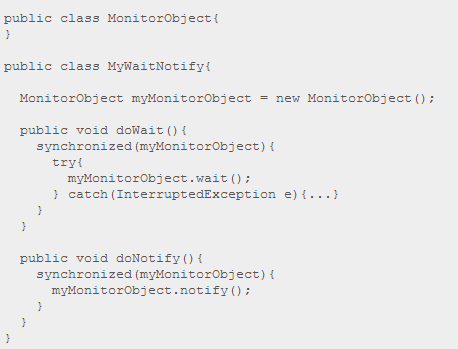 public class MonitorObject{
}
public class MyWaitNotify{
MonitorObject myMonitorObject = new MonitorObject();
public void doWait(){
synchronized(myMonitorObject){
try{
myMonitorObject.wait();
} catch(InterruptedException e){...}
}
}
public void doNotify(){
synchronized(myMonitorObject){
myMonitorObject.notify();
}
}
}